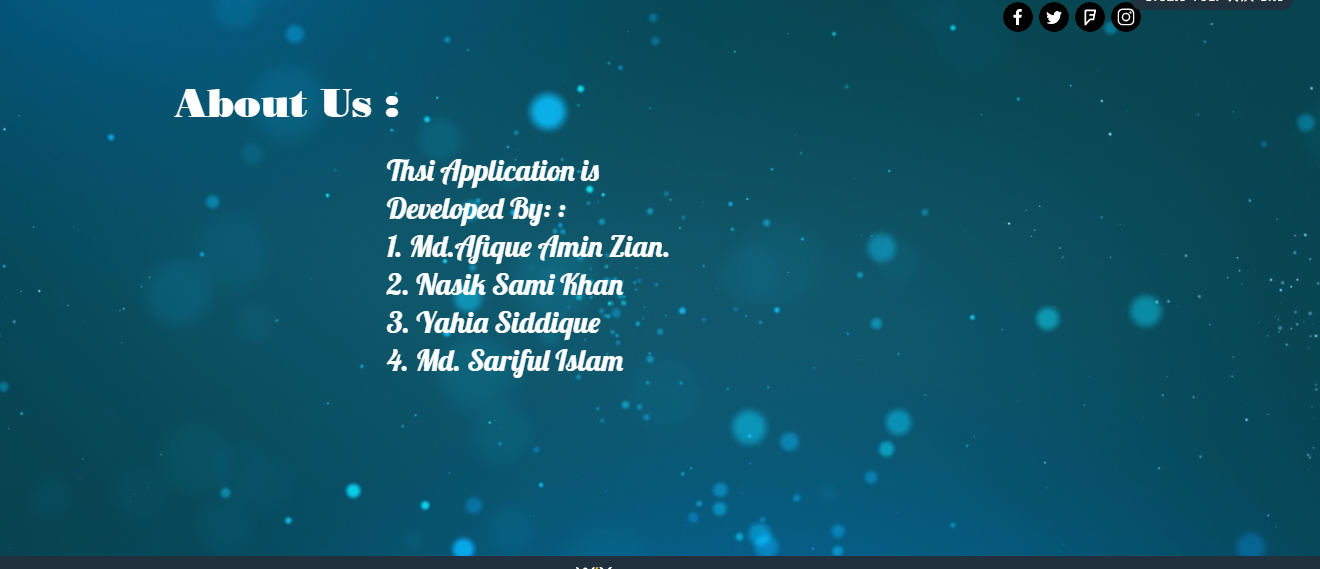 About Us :
Thsi Application is
Developed By: :
1. Md.Afique Amin Zian.
2. Nasik Sami Khan
3. Yahia Siddique
4. Md. Sariful Islam